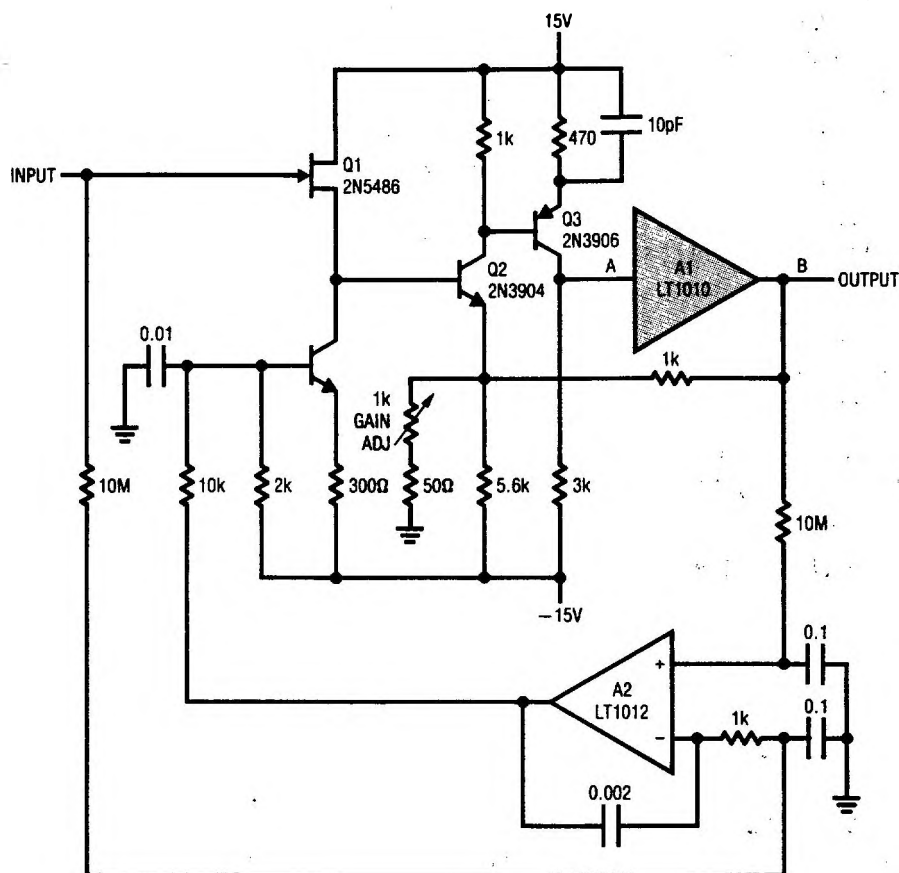 15V
1k
470
10pF
INPUT
Q1
2N5486
Q3
2N3906
A
A1
LT1010
B
OUTPUT
Q2
2N3904
0.01
1k
1k
GAIN
ADJ
10M
10k
2k
300Ω
50Ω
5.6k
3k
10M
−15V
0.1
+
A2
LT1012
−
1k
0.1
0.002